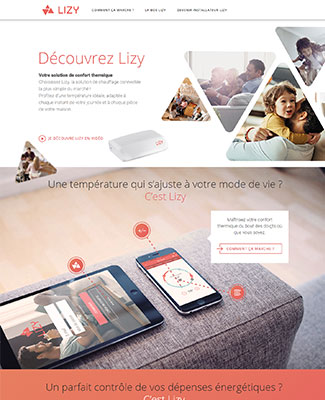 LIZY
COMMENT ÇA MARCHE ?
LA BOX LIZY
DEVENIR INSTALLATEUR LIZY
Découvrez Lizy
Votre solution de confort thermique
Choisissez Lizy, la solution de chauffage connectée
la plus simple du marché !
Profitez d'une température idéale, adaptée à
chaque instant de votre journée et à chaque pièce
de votre maison.
JE DÉCOUVRE LIZY EN VIDÉO
Une température qui s'ajuste à votre mode de vie ?
C'est Lizy
Maîtrisez votre confort
thermique du bout des doigts où
que vous soyez.
COMMENT ÇA MARCHE ?
LIZY
Un parfait contrôle de vos dépenses énergétiques ?
C'est Lizy